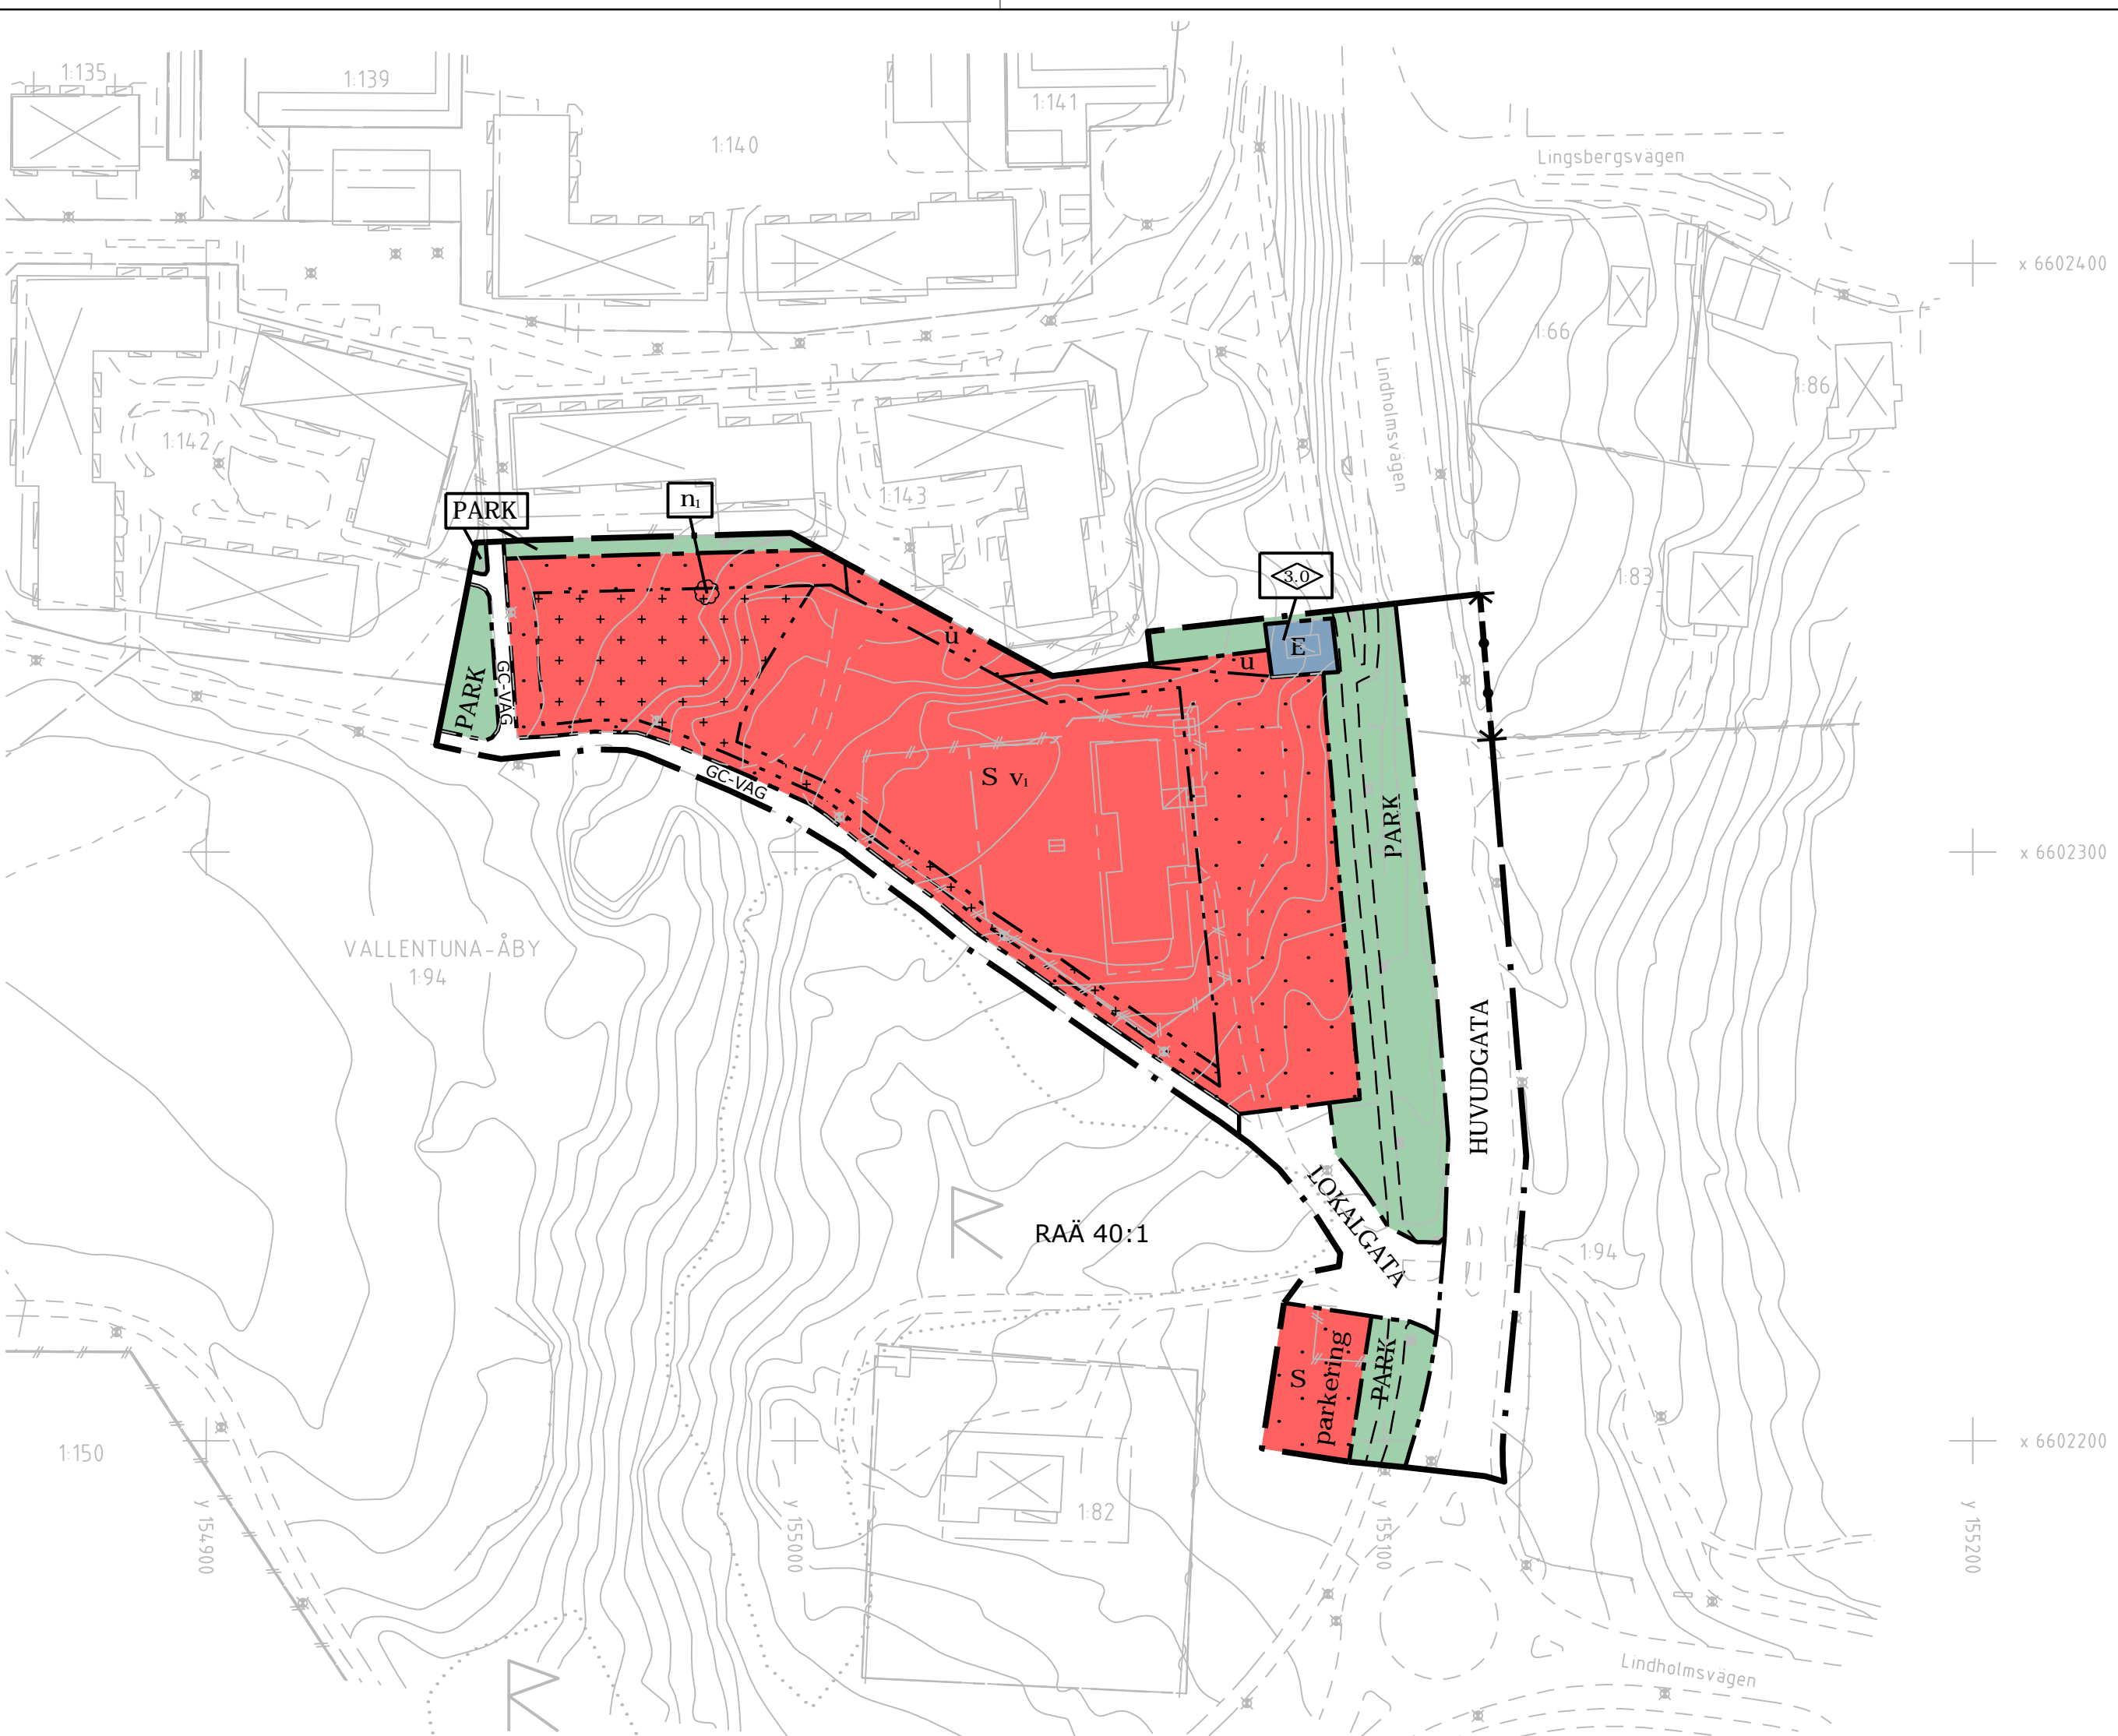 1:135
1:139
1:140
1:141
Lingsbergsvägen
x 6602400
1:66
Lindholmsvägen
1:86
1:142
1:143
PARK
n1
3.0
1:83
u
u
E
PARK
GC-VÄG
GC-VÄG
S v1
PARK
x 6602300
VALLENTUNA-ÅBY
1:94
HUVUDGATA
LOKALGATA
R
RAÄ 40:1
1:94
S
parkering
PARK
x 6602200
1:150
1:82
y 154900
y 155000
y 155100
y 155200
Lindholmsvägen
R